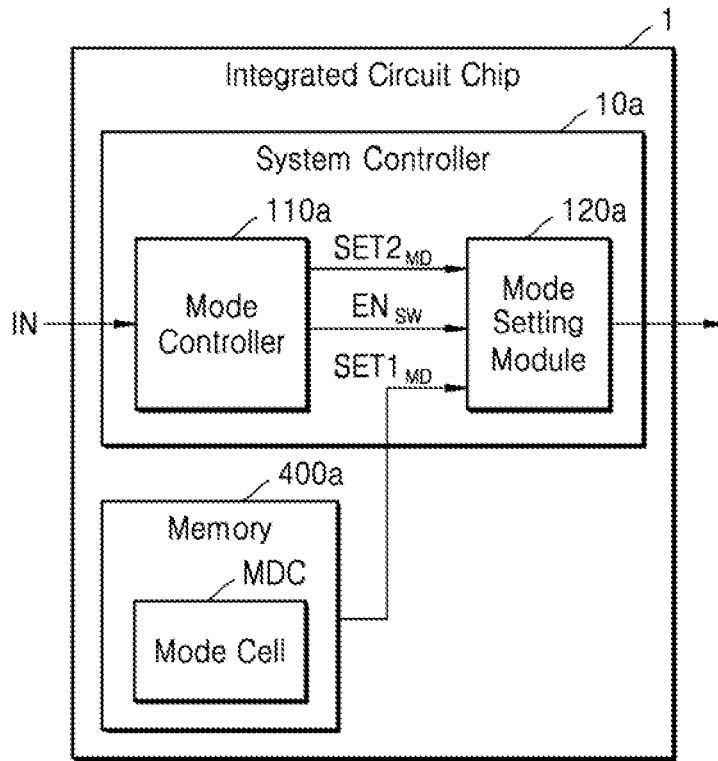 1
Integrated Circuit Chip
10a
System Controller
110a
120a
SET2MD
IN
Mode
Controller
ENSW
Mode
Setting
Module
SET1MD
400a
Memory
MDC
Mode Cell